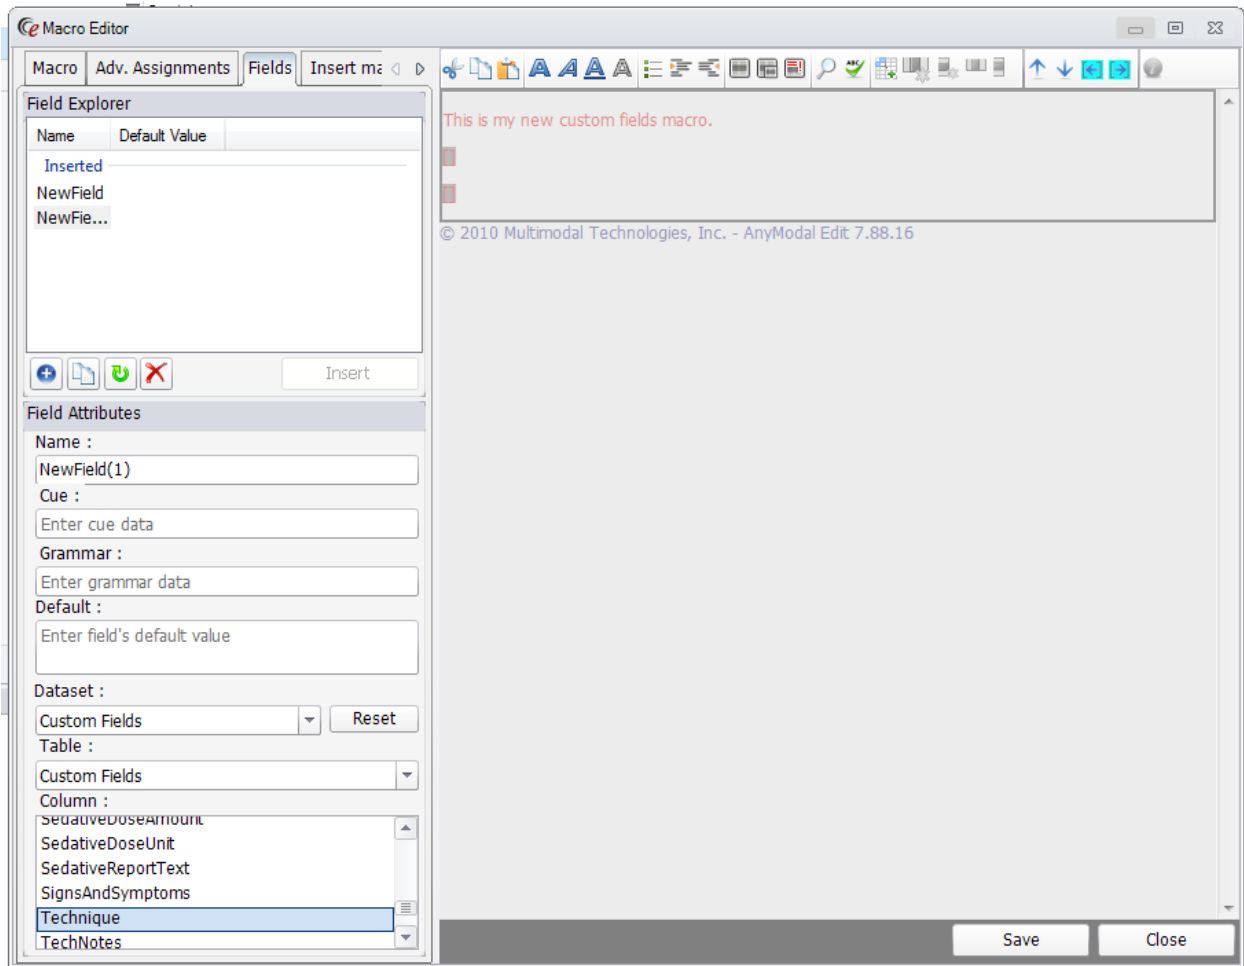 Macro Editor
Macro
Adv. Assignments
Fields
Insert ma
Field Explorer
Name
Default Value
Inserted
NewField
NewFie...
Insert
Field Attributes
Name :
NewField(1)
Cue :
Enter cue data
Grammar :
Enter grammar data
Default :
Enter field's default value
Dataset :
Custom Fields
Reset
Table :
Custom Fields
Column :
SedativeDoseAmount
SedativeDoseUnit
SedativeReportText
SignsAndSymptoms
Technique
TechNotes
This is my new custom fields macro.
© 2010 Multimodal Technologies, Inc. - AnyModal Edit 7.88.16
Save
Close